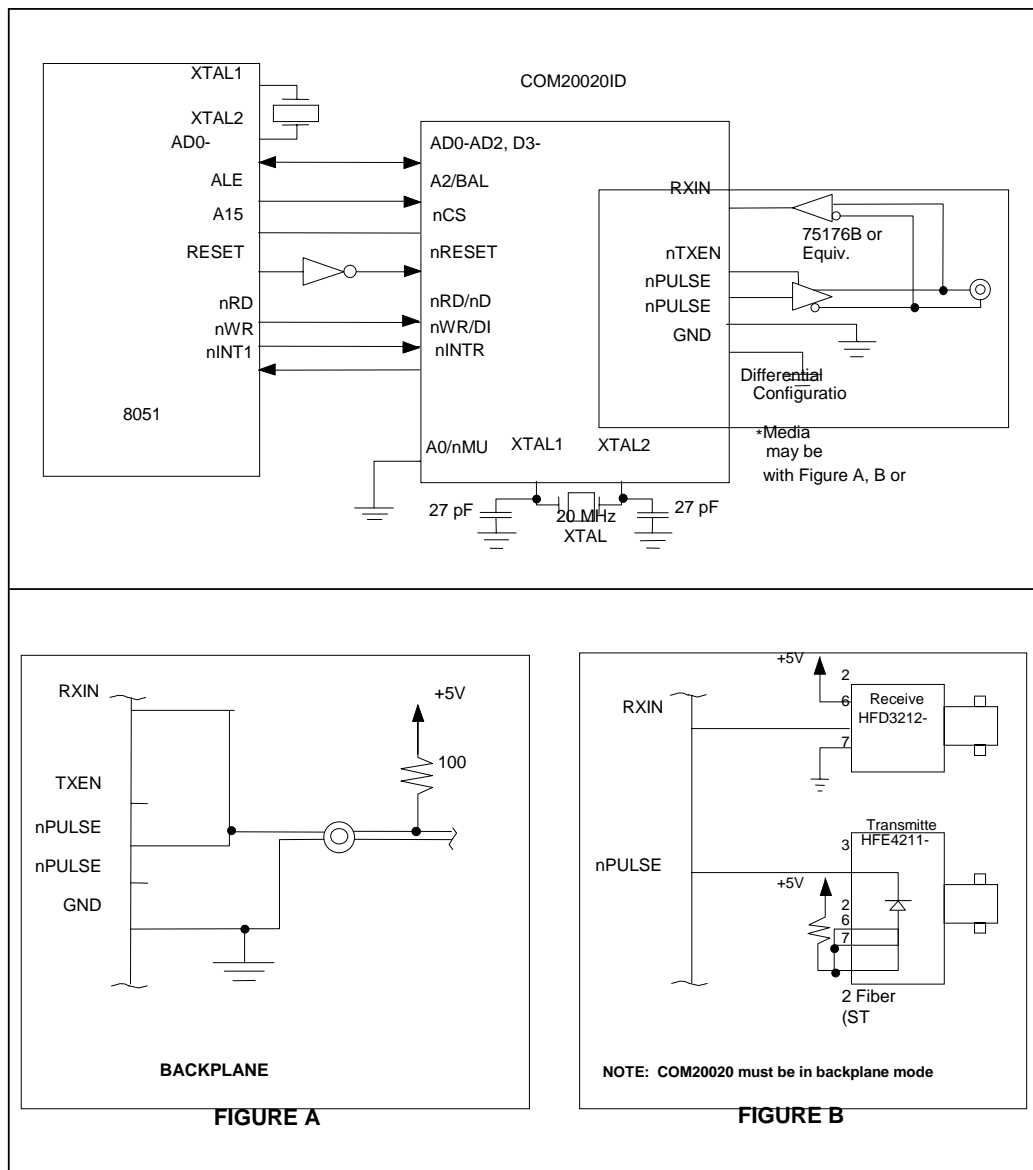 XTAL1
XTAL2
AD0-
ALE
A15
RESET
nRD
nWR
nINT1
8051
COM20020ID
AD0-AD2, D3-
A2/BAL
nCS
nRESET
nRD/nD
nWR/DI
nINTR
A0/nMU
XTAL1
XTAL2
RXIN
nTXEN
nPULSE
nPULSE
GND
75176B or
Equiv.
Differential
Configuratio
*Media
may be
with Figure A, B or
27 pF
20 MHz
XTAL
27 pF
RXIN
TXEN
nPULSE
nPULSE
GND
+5V
100
BACKPLANE
FIGURE A
+5V
2
6
7
Receive
HFD3212-
RXIN
nPULSE
Transmitte
HFE4211-
3
+5V
2
6
7
2 Fiber
(ST
NOTE: COM20020 must be in backplane mode
FIGURE B